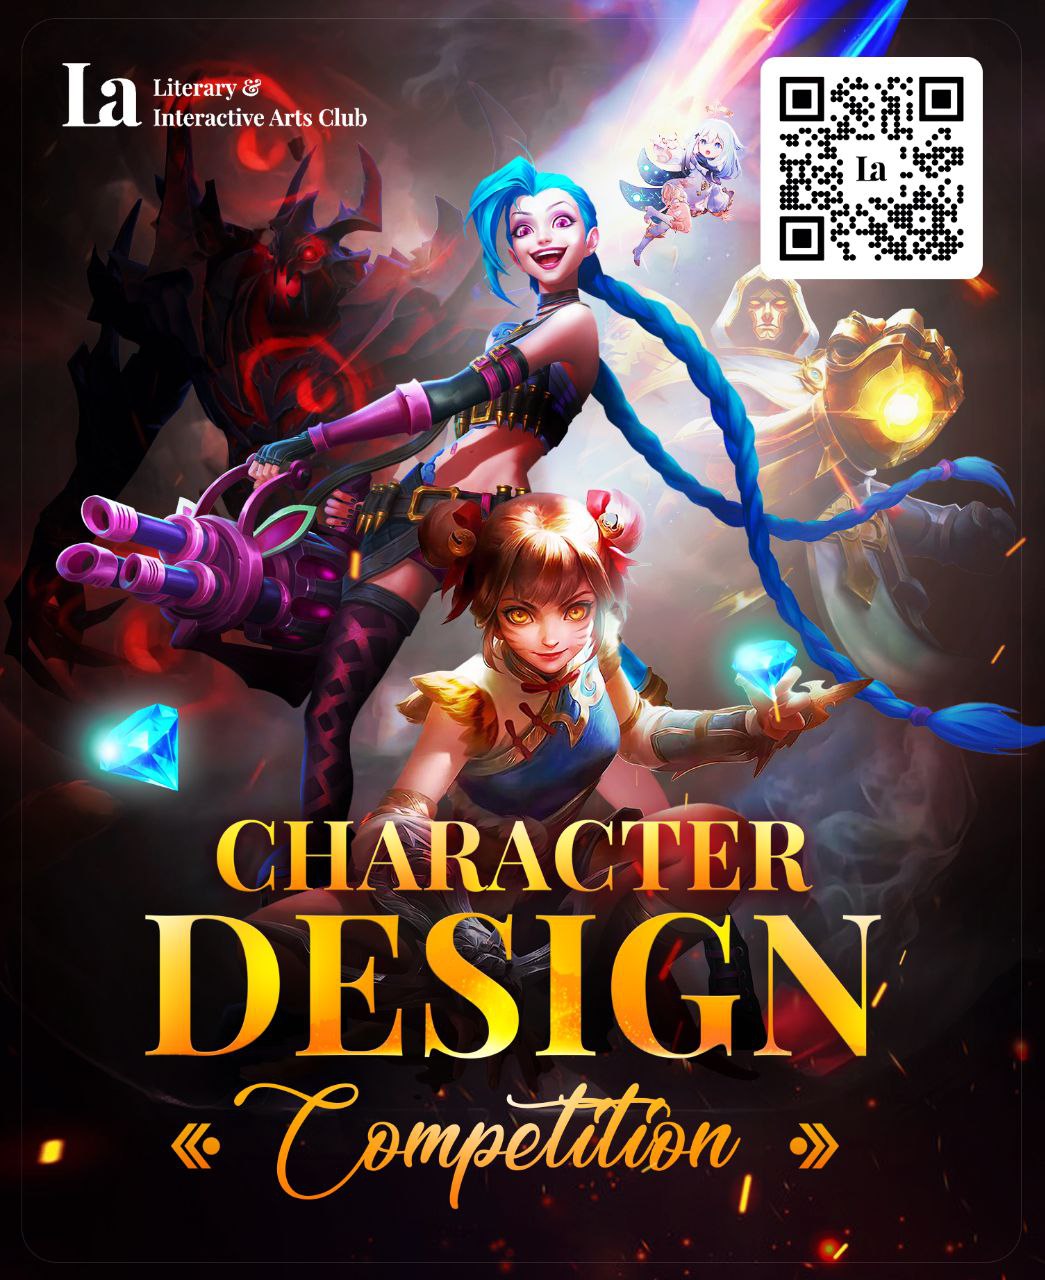 La
Literary &
Interactive Arts Club
La
CHARACTER
DESIGN
Competition